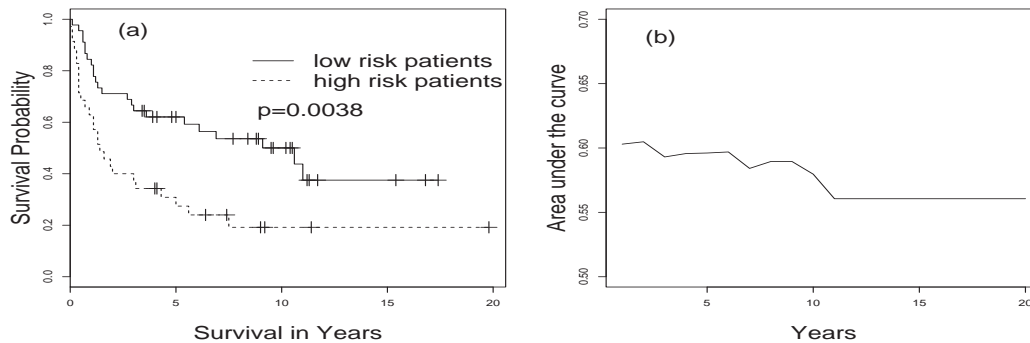 (a)
low risk patients
high risk patients
p=0.0038
Survival Probability
0.0 0.2 0.4 0.6 0.8 1.0
0 5 10 15 20
Survival in Years
(b)
Area under the curve
0.50 0.55 0.60 0.65 0.70
5 10 15 20
Years